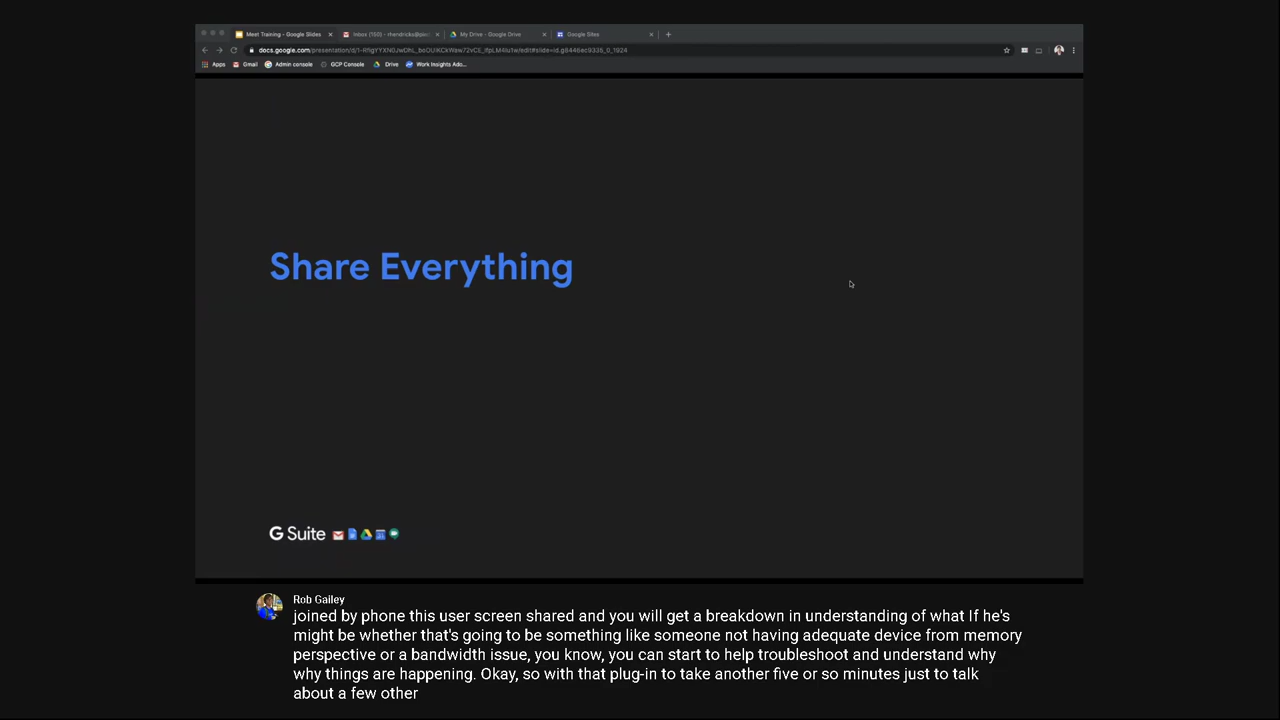 Meet Training - Google Slides
My Drive - Google Drive
Google Sites
Apps
Gmail
Admin console
GCP Console
Drive
Work Insights Ado...
Share Everything
G Suite
Rob Gailey
joined by phone this user screen shared and you will get a breakdown in understanding of what If he's
might be whether that's going to be something like someone not having adequate device from memory
perspective or a bandwidth issue, you know, you can start to help troubleshoot and understand why
why things are happening. Okay, so with that plug-in to take another five or so minutes just to talk
about a few other